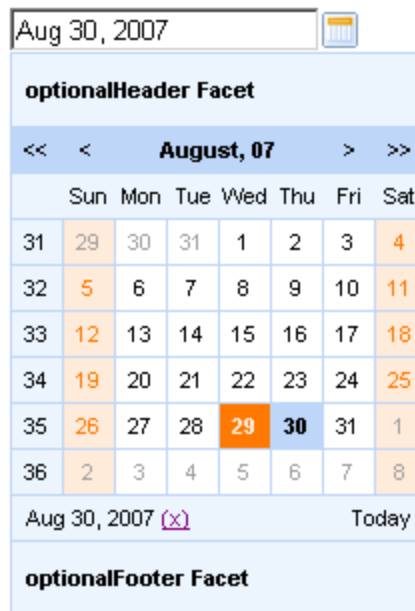 Aug 30, 2007
optionalHeader Facet
<< < August, 07 > >>
Sun Mon Tue Wed Thu Fri Sat
31 29 30 31 1 2 3 4
32 5 6 7 8 9 10 11
33 12 13 14 15 16 17 18
34 19 20 21 22 23 24 25
35 26 27 28 29 30 31 1
36 2 3 4 5 6 7 8
Aug 30, 2007 (x) Today
optionalFooter Facet